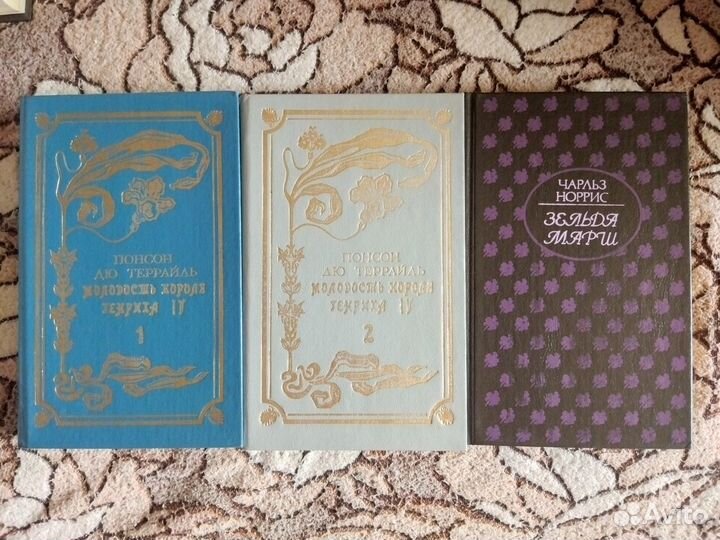 ПОНСОН
ДЮ ТЕРРАЙЛЬ
МОЛОДОСТЬ КОРОЛЯ
ГЕНРИХА IV
1
ПОНСОН
ДЮ ТЕРРАЙЛЬ
МОЛОДОСТЬ КОРОЛЯ
ГЕНРИХА IV
2
ЧАРЛЬЗ
НОРРИС
ЗЕЛЬДА
МАРШ
Avito